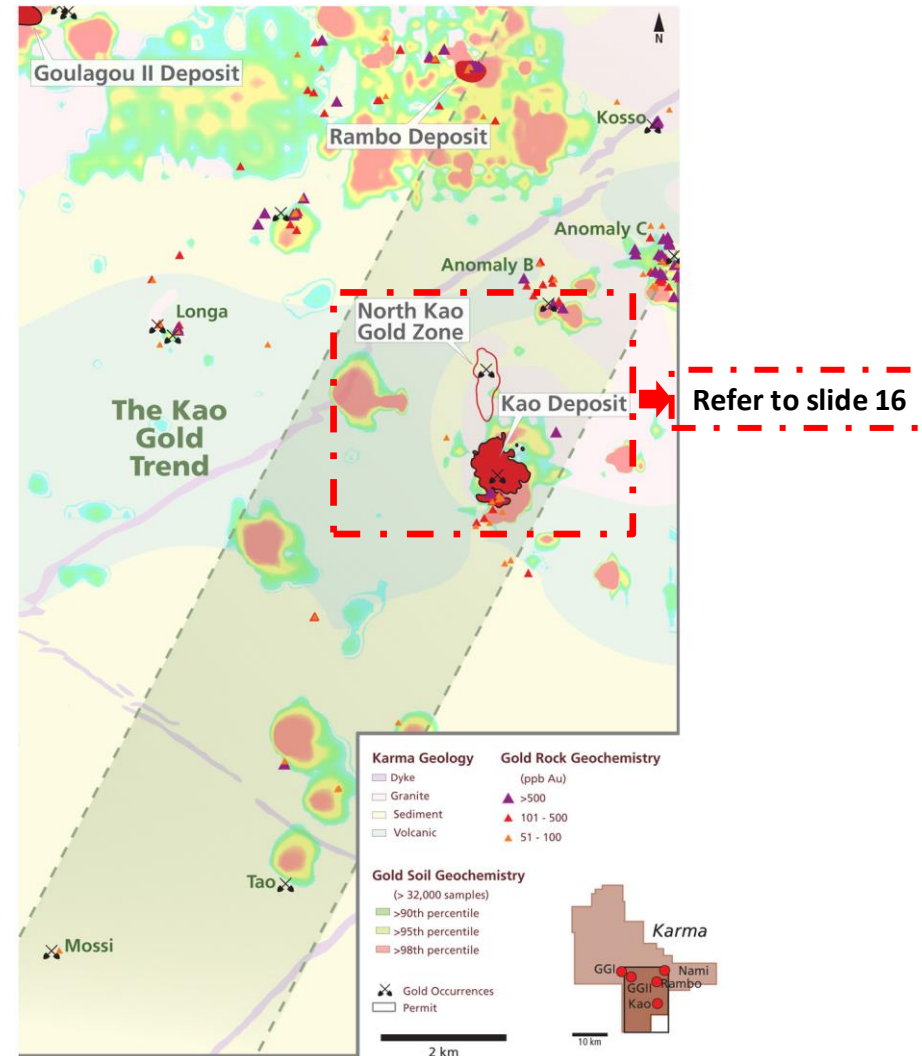 N
Goulagou II Deposit
Rambo Deposit
Kosso
Anomaly C
Anomaly B
North Kao
Gold Zone
Longa
Kao Deposit
Refer to slide 16
The Kao
Gold
Trend
Tao
Mossi
Karma Geology
Dyke
Granite
Sediment
Volcanic
Gold Rock Geochemistry
(ppb Au)
>500
101 - 500
51 - 100
Gold Soil Geochemistry
(> 32,000 samples)
>90th percentile
>95th percentile
>98th percentile
Gold Occurrences
Permit
2 km
Karma
GGI
Nami
GGII
Rambo
Kao
10 km